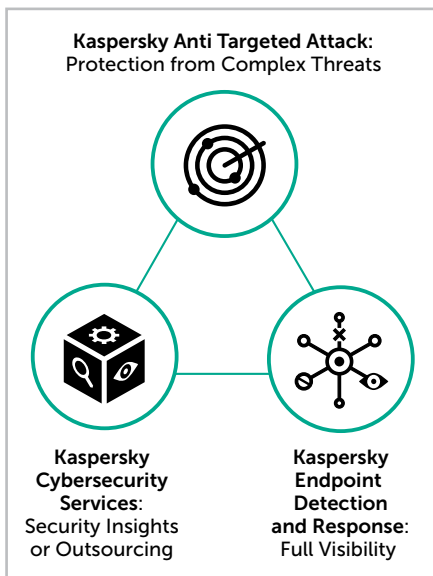 Kaspersky Anti Targeted Attack:
Protection from Complex Threats
Kaspersky
Cybersecurity
Services:
Security Insights
or Outsourcing
Kaspersky
Endpoint
Detection
and Response:
Full Visibility